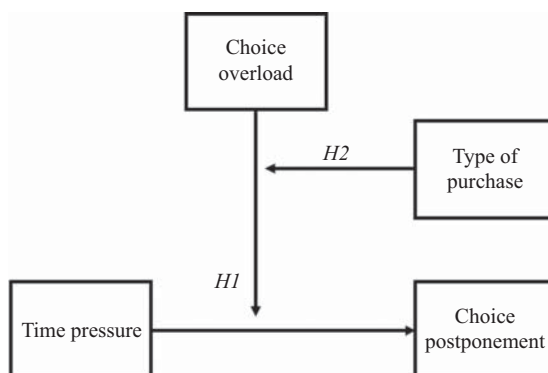 Choice
overload
H2
Type of
purchase
H1
Time pressure
Choice
postponement